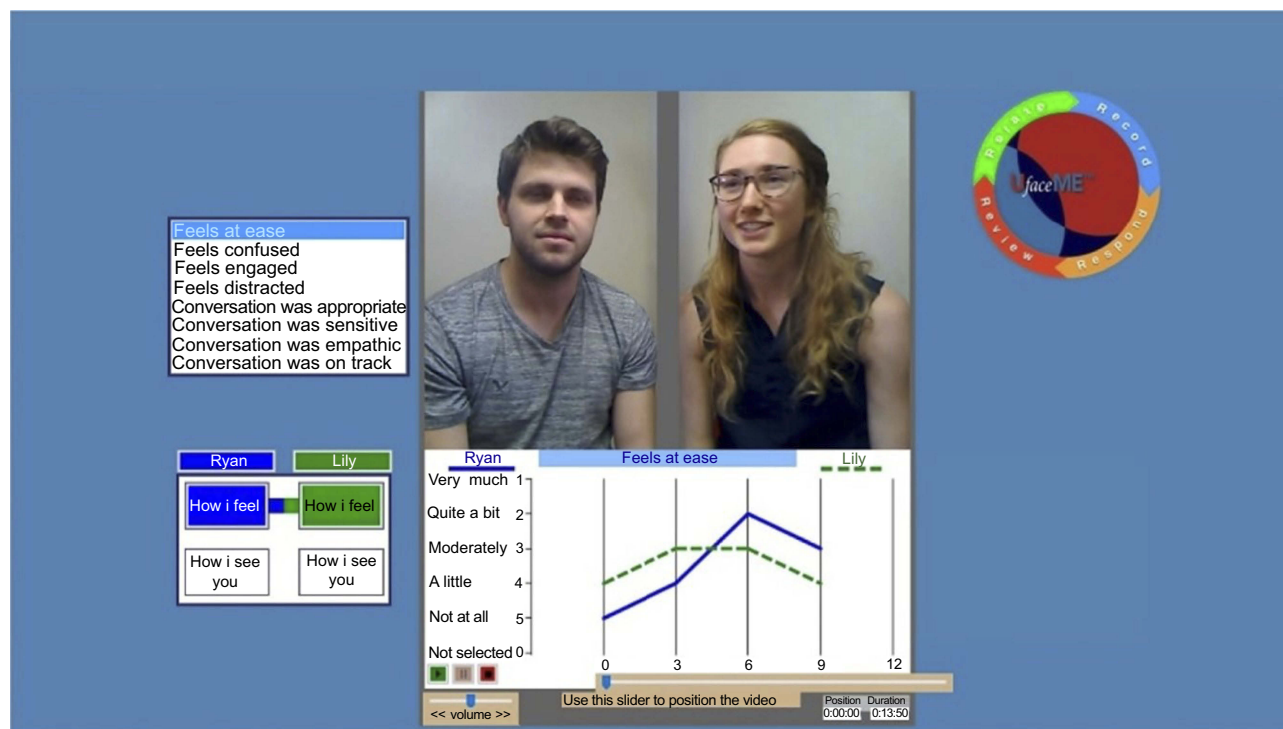 Relate
Record
Respond
Review
UfaceME
Feels at ease
Feels confused
Feels engaged
Feels distracted
Conversation was appropriate
Conversation was sensitive
Conversation was empathic
Conversation was on track
Ryan
Lily
How i feel
How i feel
How i see
you
How i see
you
Ryan
Feels at ease
Lily
Very much 1
Quite a bit 2
Moderately 3
A little 4
Not at all 5
Not selected 0
0 3 6 9 12
Use this slider to position the video
<< volume >>
Position Duration
0:00:00 0:13:50